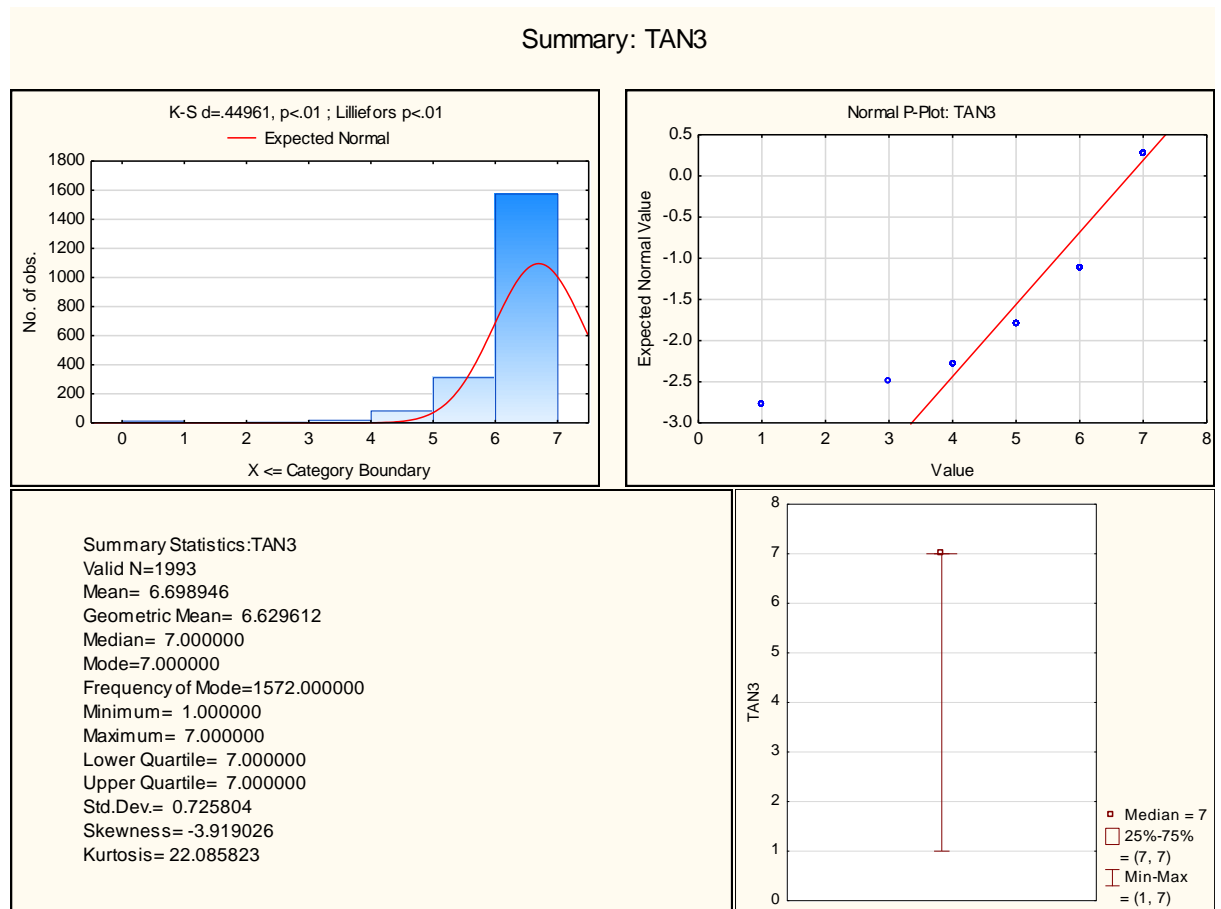 Summary: TAN3
K-S d=.44961, p<.01 ; Lilliefors p<.01
Expected Normal
1800
1600
1400
1200
1000
800
600
400
200
0
No. of obs.
0 1 2 3 4 5 6 7
X <= Category Boundary
Normal P-Plot: TAN3
0.5
0.0
-0.5
-1.0
-1.5
-2.0
-2.5
-3.0
Expected Normal Value
0 1 2 3 4 5 6 7 8
Value
Summary Statistics:TAN3
Valid N=1993
Mean= 6.698946
Geometric Mean= 6.629612
Median= 7.000000
Mode=7.000000
Frequency of Mode=1572.000000
Minimum= 1.000000
Maximum= 7.000000
Lower Quartile= 7.000000
Upper Quartile= 7.000000
Std.Dev.= 0.725804
Skewness= -3.919026
Kurtosis= 22.085823
8
7
6
5
4
3
2
1
0
TAN3
Median = 7
25%-75%
= (7, 7)
Min-Max
= (1, 7)